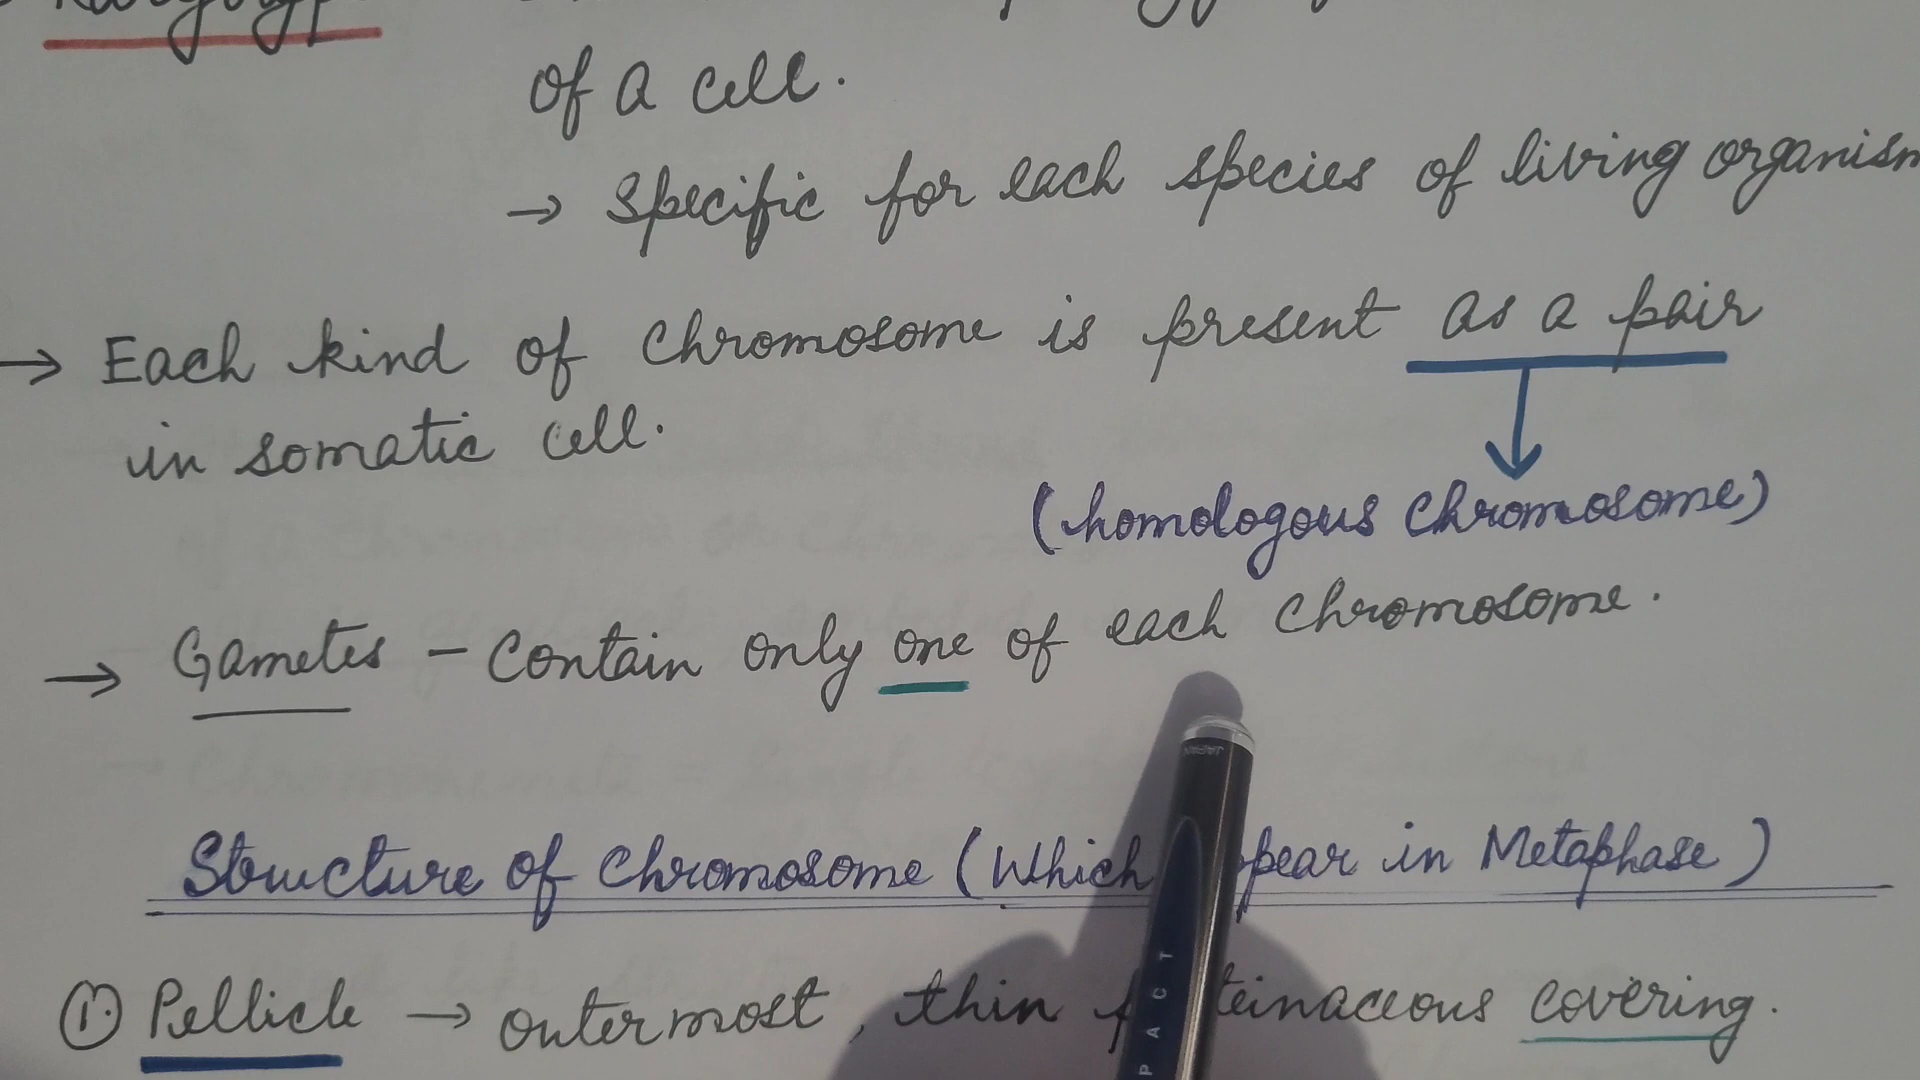 of a cell.
→ Specific for each species of living organism
→ Each kind of chromosome is present as a pair
in somatic cell.
(homologous chromosome)
→ Gametes - Contain only one of each chromosome.
Structure of Chromosome (Which in Metaphase)
① Pellicle → outermost, thin covering.
JAPAN
PACT